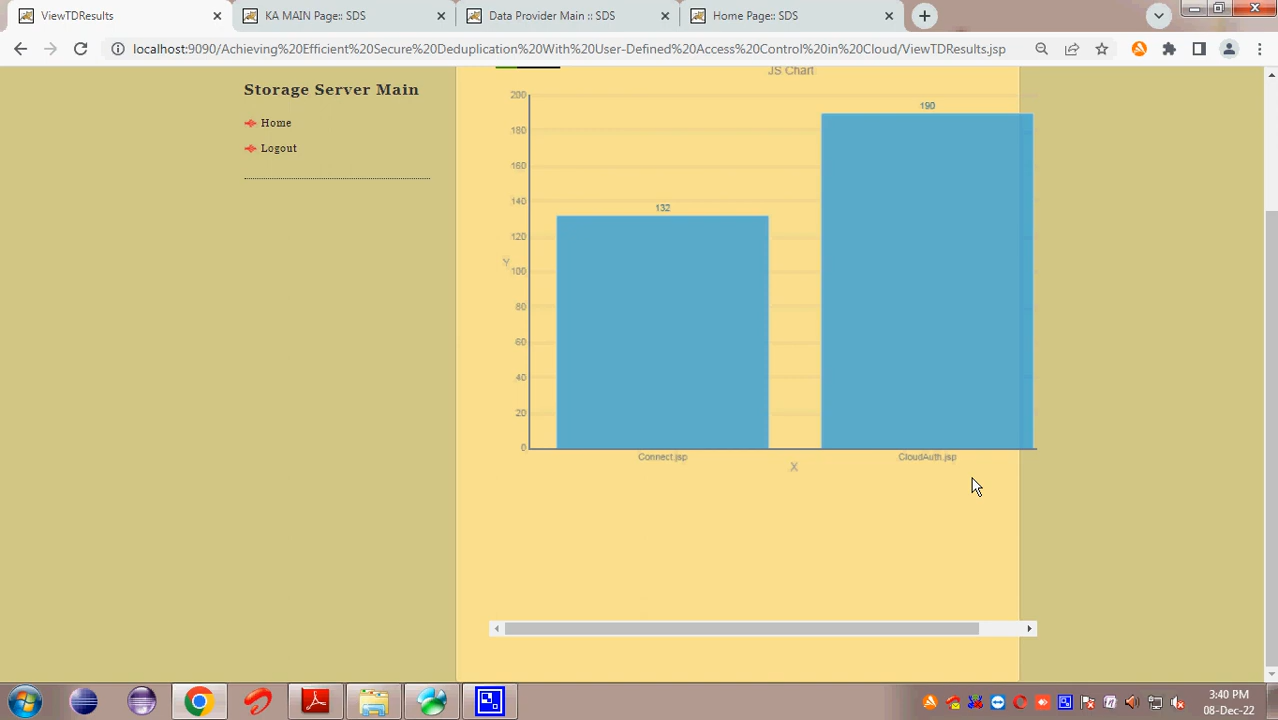 ViewTDResults
KA MAIN Page:: SDS
Data Provider Main :: SDS
Home Page:: SDS
localhost:9090/Achieving%20Efficient%20Secure%20Deduplication%20With%20User-Defined%20Access%20Control%20in%20Cloud/ViewTDResults.jsp
Storage Server Main
Home
Logout
JS Chart
200
180
160
140
120
100
80
60
40
20
0
Y
132
190
Connect.jsp
CloudAuth.jsp
X
3:40 PM
08-Dec-22